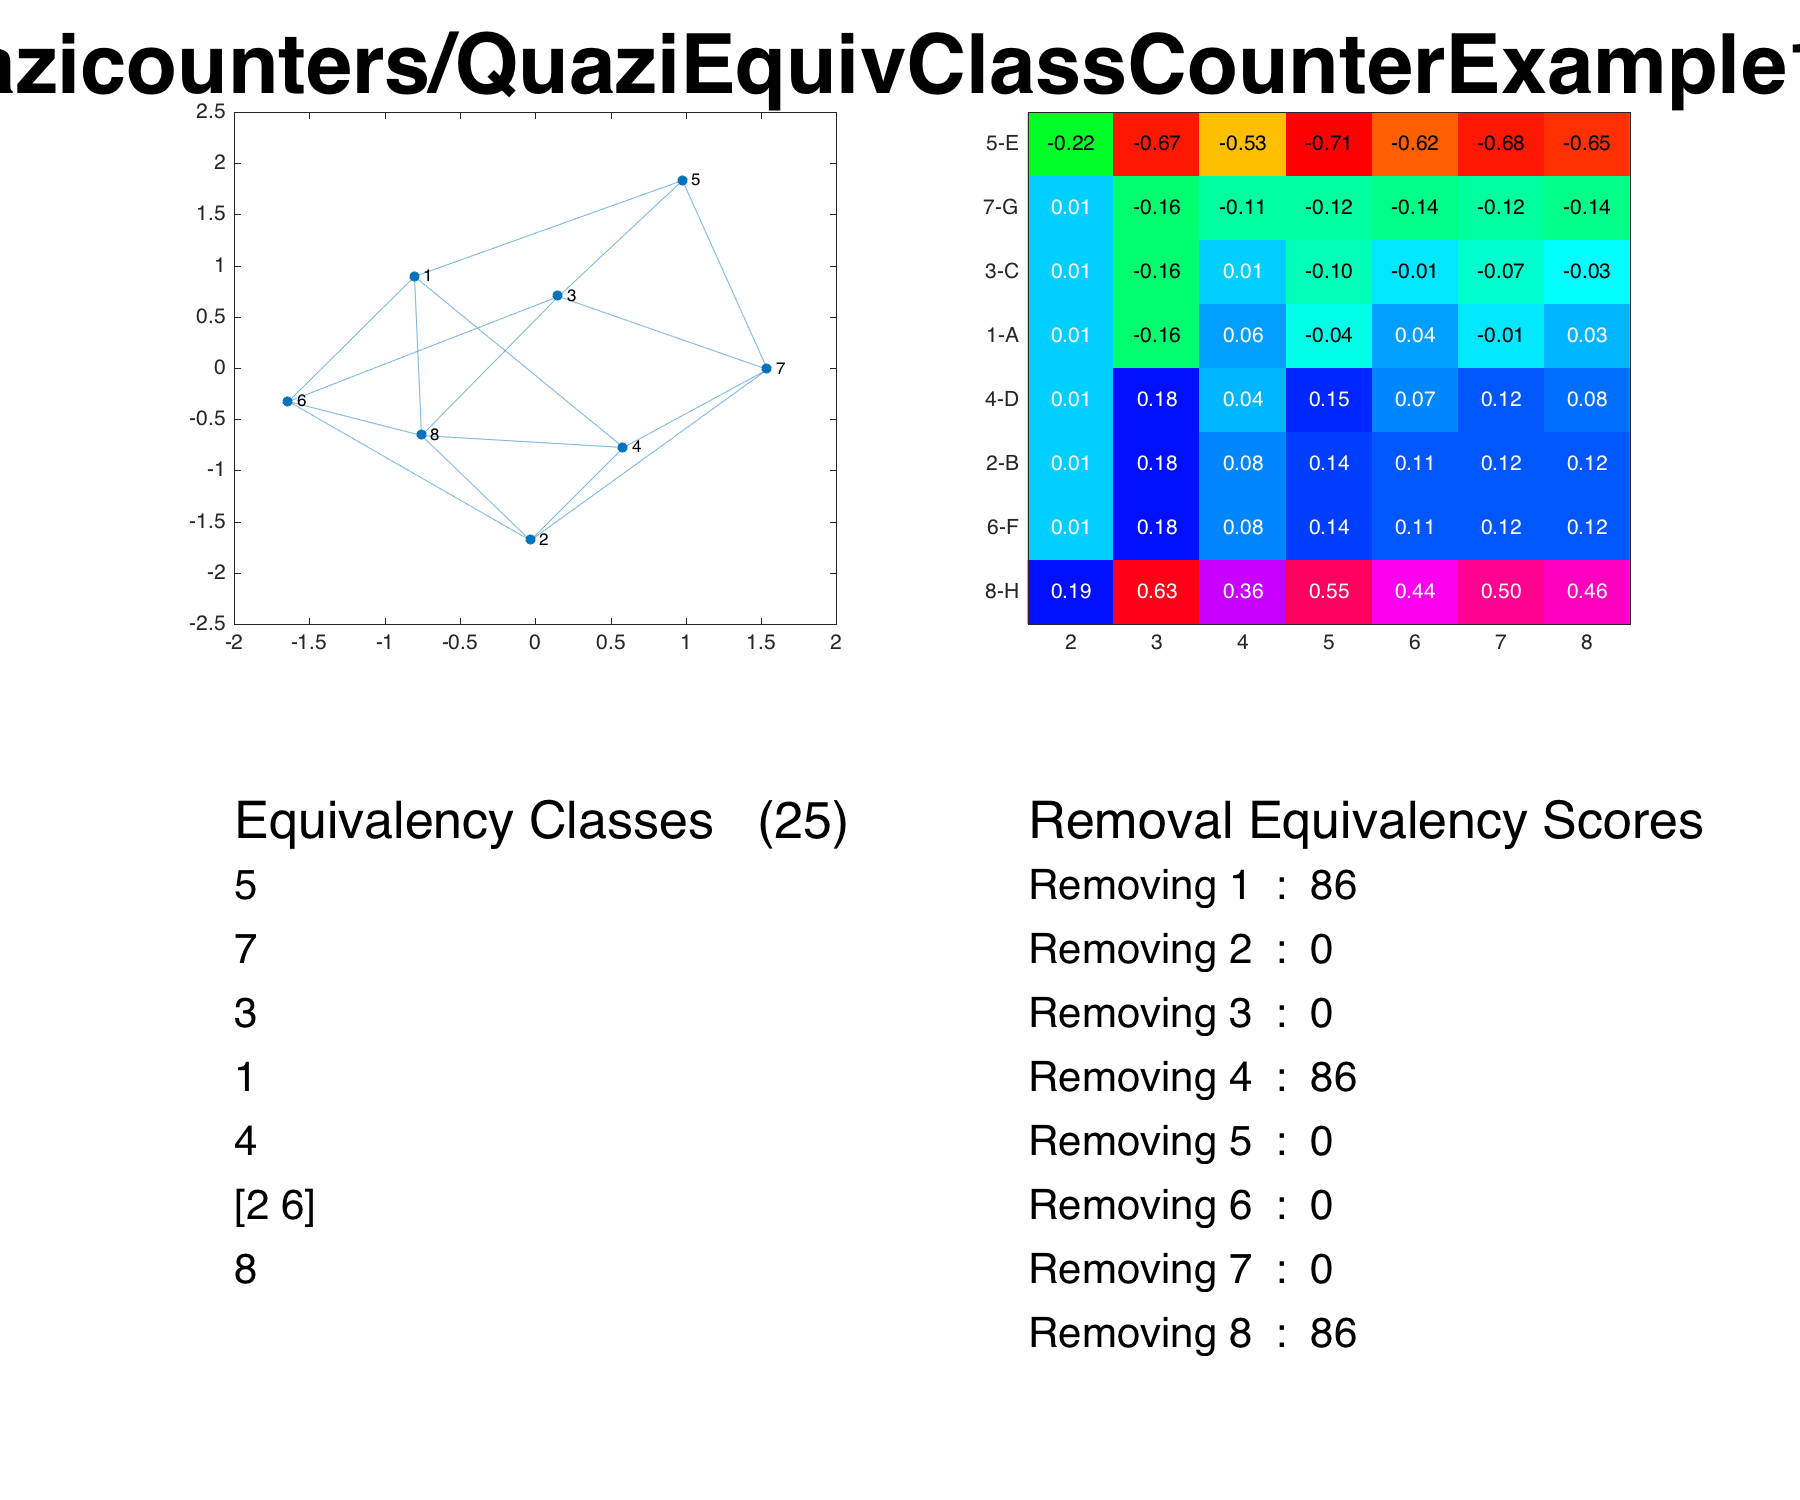 azicounters/QuaziEquivClassCounterExample
2.5
2
1.5
1
0.5
0
-0.5
-1
-1.5
-2
-2.5
-2 -1.5 -1 -0.5 0 0.5 1 1.5 2
5
1
3
7
6
8
4
2
5-E -0.22 -0.67 -0.53 -0.71 -0.62 -0.68 -0.65
7-G 0.01 -0.16 -0.11 -0.12 -0.14 -0.12 -0.14
3-C 0.01 -0.16 0.01 -0.10 -0.01 -0.07 -0.03
1-A 0.01 -0.16 0.06 -0.04 0.04 -0.01 0.03
4-D 0.01 0.18 0.04 0.15 0.07 0.12 0.08
2-B 0.01 0.18 0.08 0.14 0.11 0.12 0.12
6-F 0.01 0.18 0.08 0.14 0.11 0.12 0.12
8-H 0.19 0.63 0.36 0.55 0.44 0.50 0.46
2 3 4 5 6 7 8
Equivalency Classes (25)
5
7
3
1
4
[2 6]
8
Removal Equivalency Scores
Removing 1 : 86
Removing 2 : 0
Removing 3 : 0
Removing 4 : 86
Removing 5 : 0
Removing 6 : 0
Removing 7 : 0
Removing 8 : 86